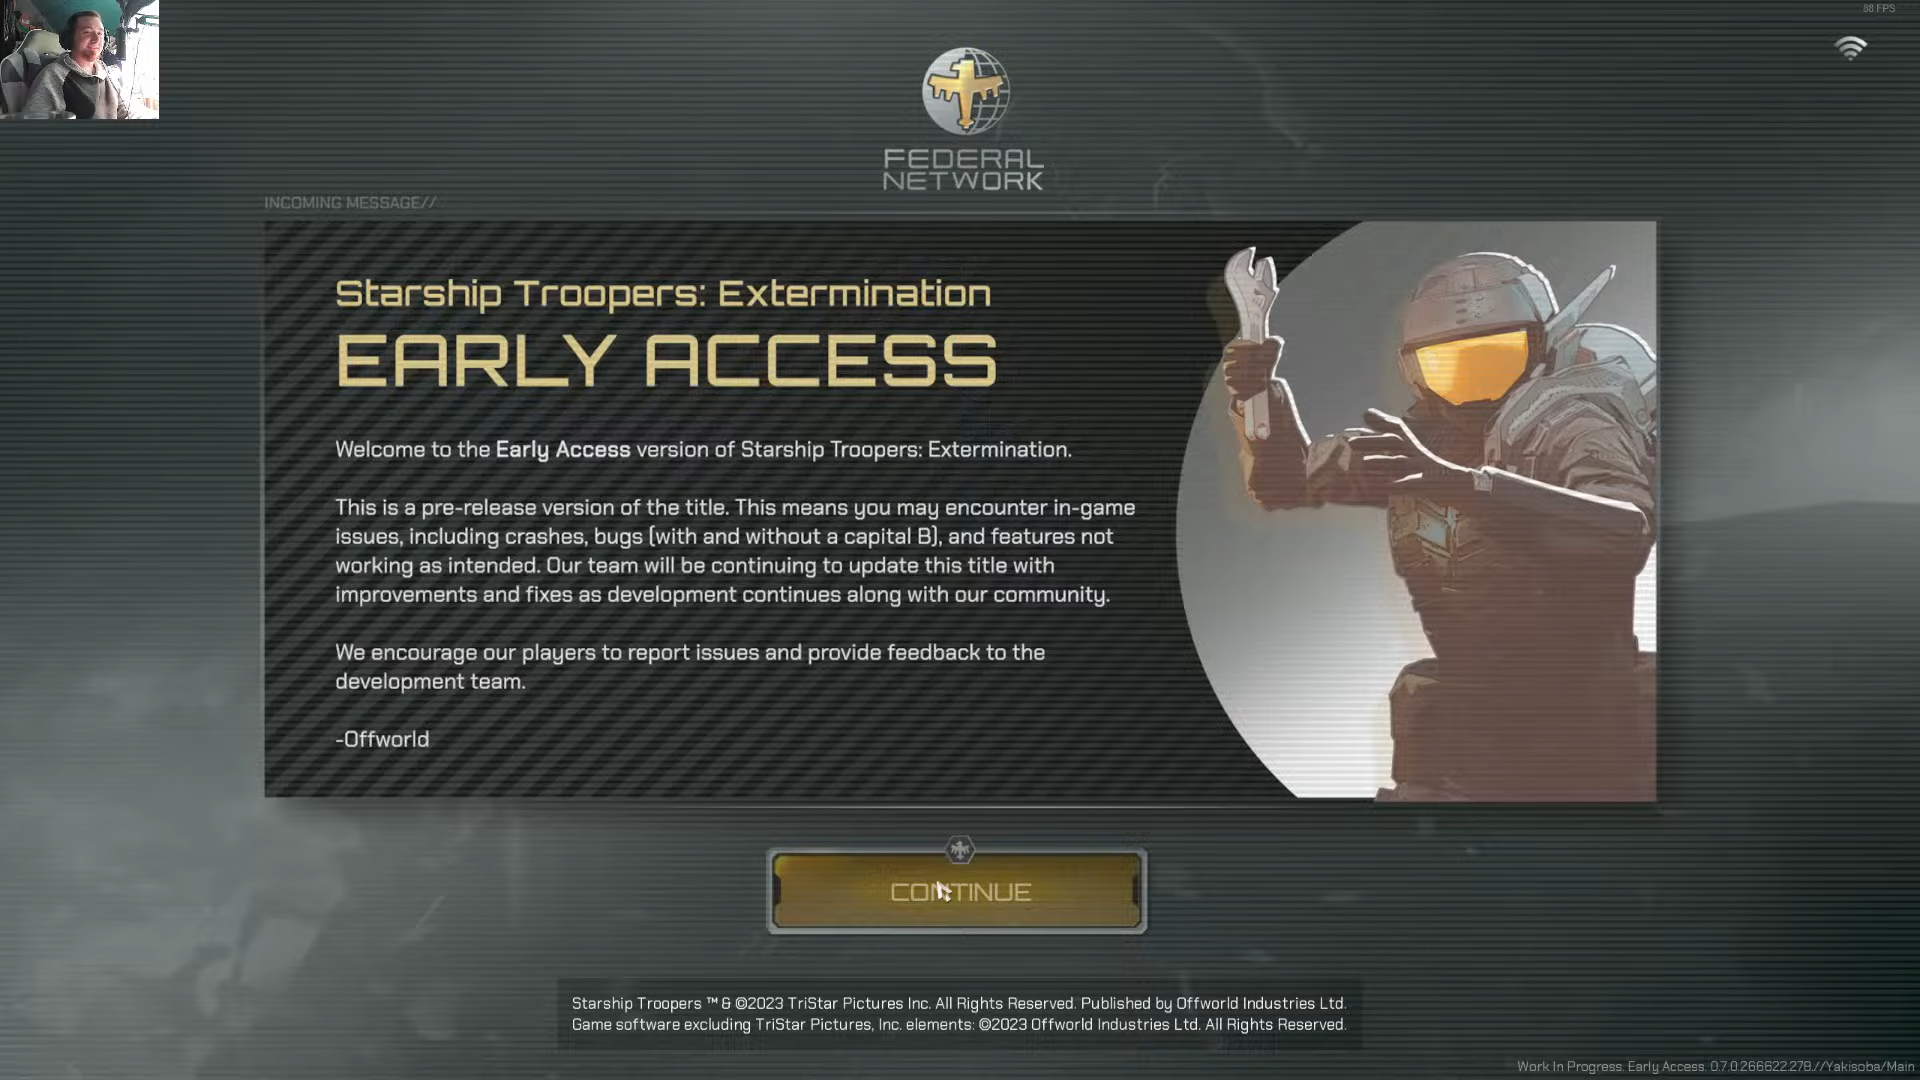 88 FPS
FEDERAL
NETWORK
INCOMING MESSAGE//
Starship Troopers: Extermination
EARLY ACCESS
Welcome to the Early Access version of Starship Troopers: Extermination.
This is a pre-release version of the title. This means you may encounter in-game
issues, including crashes, bugs (with and without a capital B), and features not
working as intended. Our team will be continuing to update this title with
improvements and fixes as development continues along with our community.
We encourage our players to report issues and provide feedback to the
development team.
-Offworld
CONTINUE
Starship Troopers ™ & ©2023 TriStar Pictures Inc. All Rights Reserved. Published by Offworld Industries Ltd.
Game software excluding TriStar Pictures, Inc. elements: ©2023 Offworld Industries Ltd. All Rights Reserved.
Work In Progress. Early Access. 0.7.0.266622.278.//Yakisoba/Main